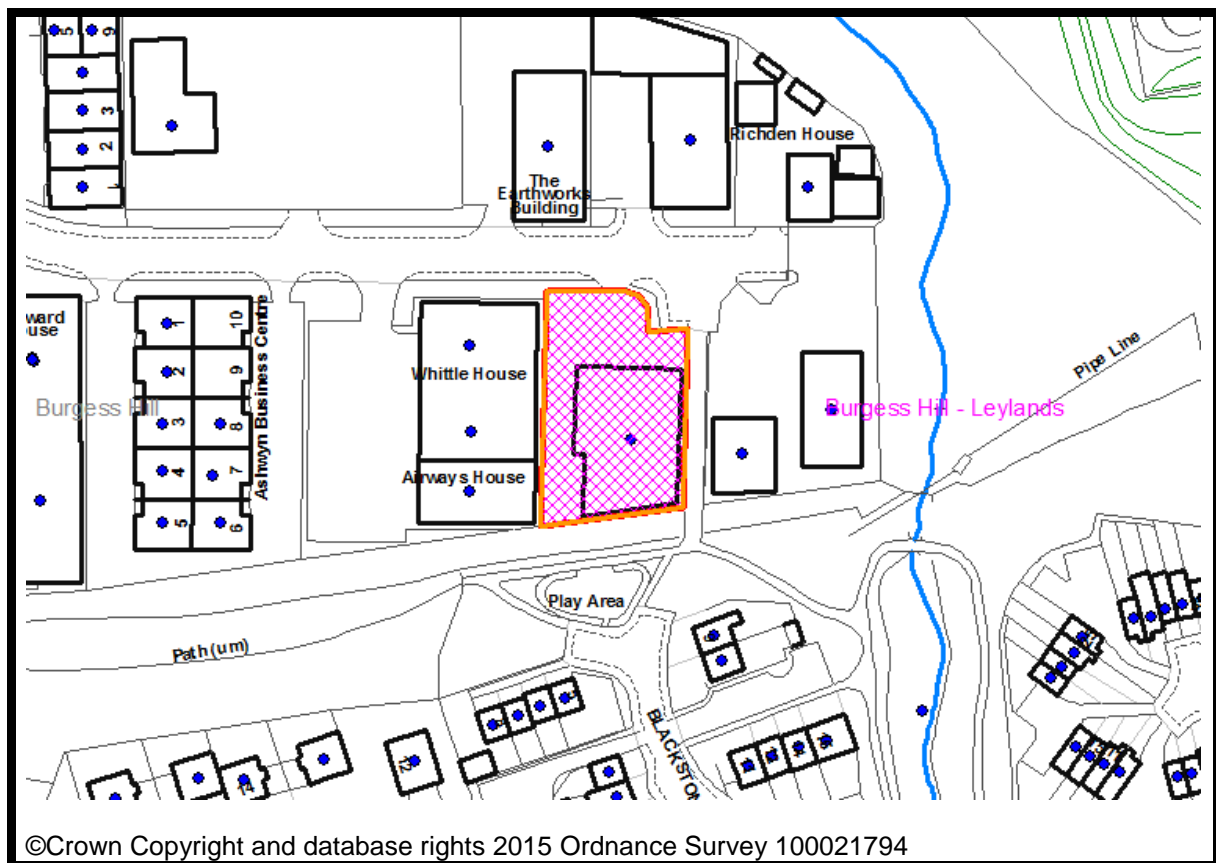 5
6
3
2
1
Richden House
The
Earthworks
Building
ward
ouse
1
10
2
9
3
8
4
7
5
6
Ashwyn Business Centre
Whittle House
Airways House
Burgess Hill
Burgess Hill - Leylands
Pipe Line
Play Area
Path (um)
BLACKSTON
12
14
©Crown Copyright and database rights 2015 Ordnance Survey 100021794